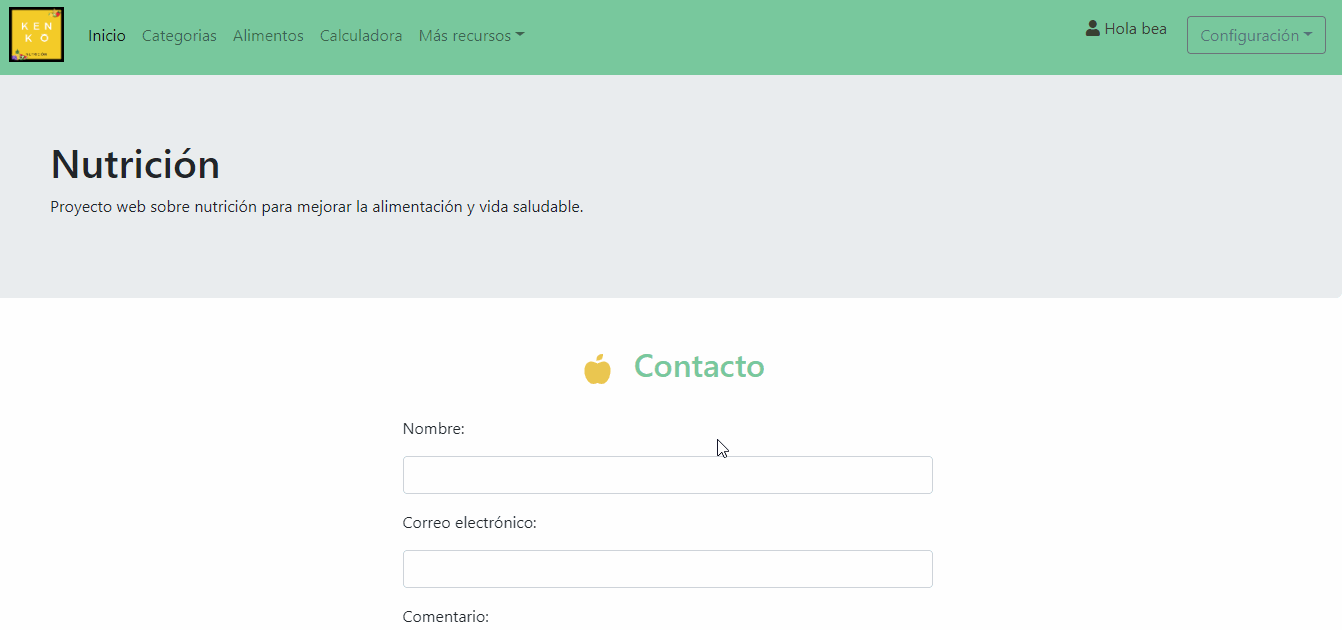 KEN
KO
NUTRICIÓN
Inicio Categorias Alimentos Calculadora Más recursos Hola bea Configuración
Nutrición
Proyecto web sobre nutrición para mejorar la alimentación y vida saludable.
Contacto
Nombre:
Correo electrónico:
Comentario: